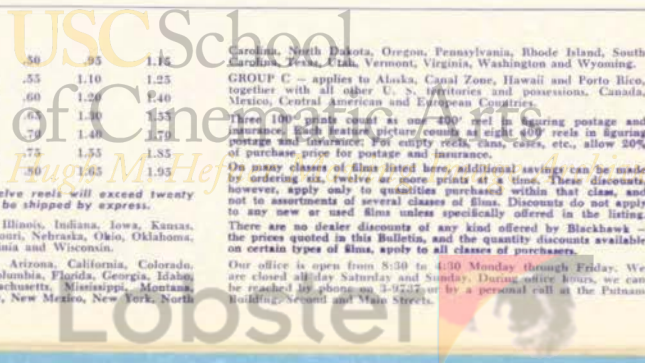 .50 .95 1.15
.55 1.10 1.25
.60 1.20 1.40
.65 1.30 1.55
.70 1.40 1.70
.75 1.55 1.85
.80 1.65 1.95
elve reels will exceed twenty
be shipped by express.
Illinois, Indiana, Iowa, Kansas,
ouri, Nebraska, Ohio, Oklahoma,
inia and Wisconsin.
Arizona, California, Colorado,
olumbia, Florida, Georgia, Idaho,
achusetts, Mississippi, Montana,
, New Mexico, New York, North
Carolina, North Dakota, Oregon, Pennsylvania, Rhode Island, South
Carolina, Texas, Utah, Vermont, Virginia, Washington and Wyoming.
GROUP C — applies to Alaska, Canal Zone, Hawaii and Porto Rico,
together with all other U. S. territories and possessions, Canada,
Mexico, Central American and European Countries.
Three 100' prints count as one 400' reel in figuring postage and
insurance. Each feature picture counts as eight 400' reels in figuring
postage and insurance. For empty reels, cans, cases, etc., allow 20%
of purchase price for postage and insurance.
In many classes of film listed here, additional savings can be made
by ordering six, twelve or more prints at a time. These discounts,
however, apply only to quantities purchased within that class and
not to assortments of several classes of films. Discounts do not apply
to any new or used films unless specifically offered in the listing.
There are no dealer discounts of any kind offered by Blackhawk —
the prices quoted in this Bulletin, and the quantity discounts available
on certain types of films, apply to all classes of purchasers.
Our office is open from 8:30 to 4:30 Monday through Friday. We
are closed all day Saturday and Sunday. During office hours, we can
be reached by phone on 3-9737 or by a personal call at the Putnam
Building, Second and Main Streets.
USC School
of Cinematic Arts
Hugh M. Hefner
Lobster